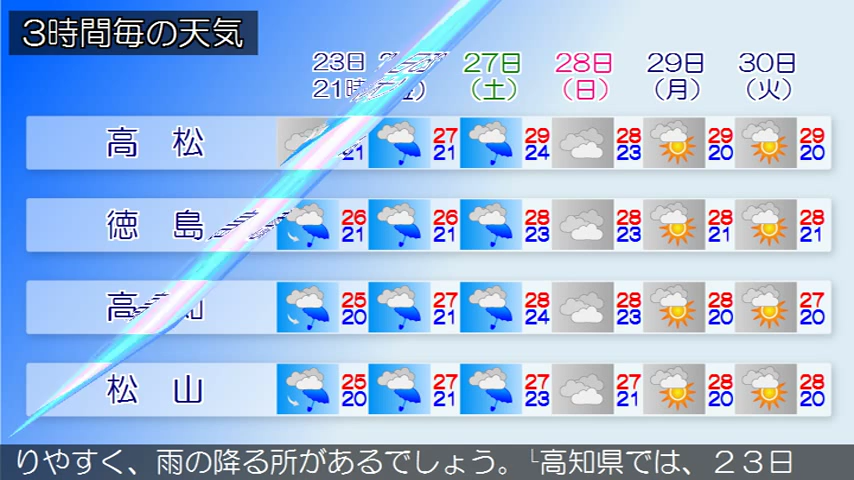 3時間毎の天気
23日 27日 28日 29日 30日
21時 （土） （日） （月） （火）
高松 27 29 28 29 29
21 21 24 23 20 20
徳島 26 26 28 28 28 28
21 21 23 23 21 21
高 25 27 28 28 28 27
20 21 24 23 20 20
松山 25 27 27 27 28 28
20 21 23 21 20 20
りやすく、雨の降る所があるでしょう。└高知県では、２３日